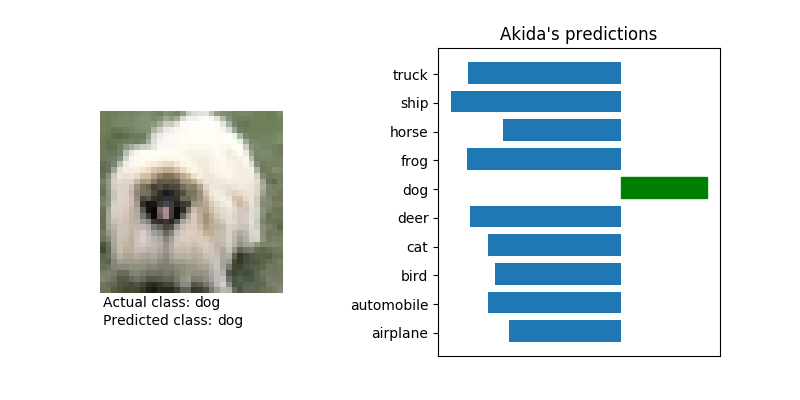 Akida's predictions
truck
ship
horse
frog
dog
deer
cat
bird
automobile
airplane
Actual class: dog
Predicted class: dog